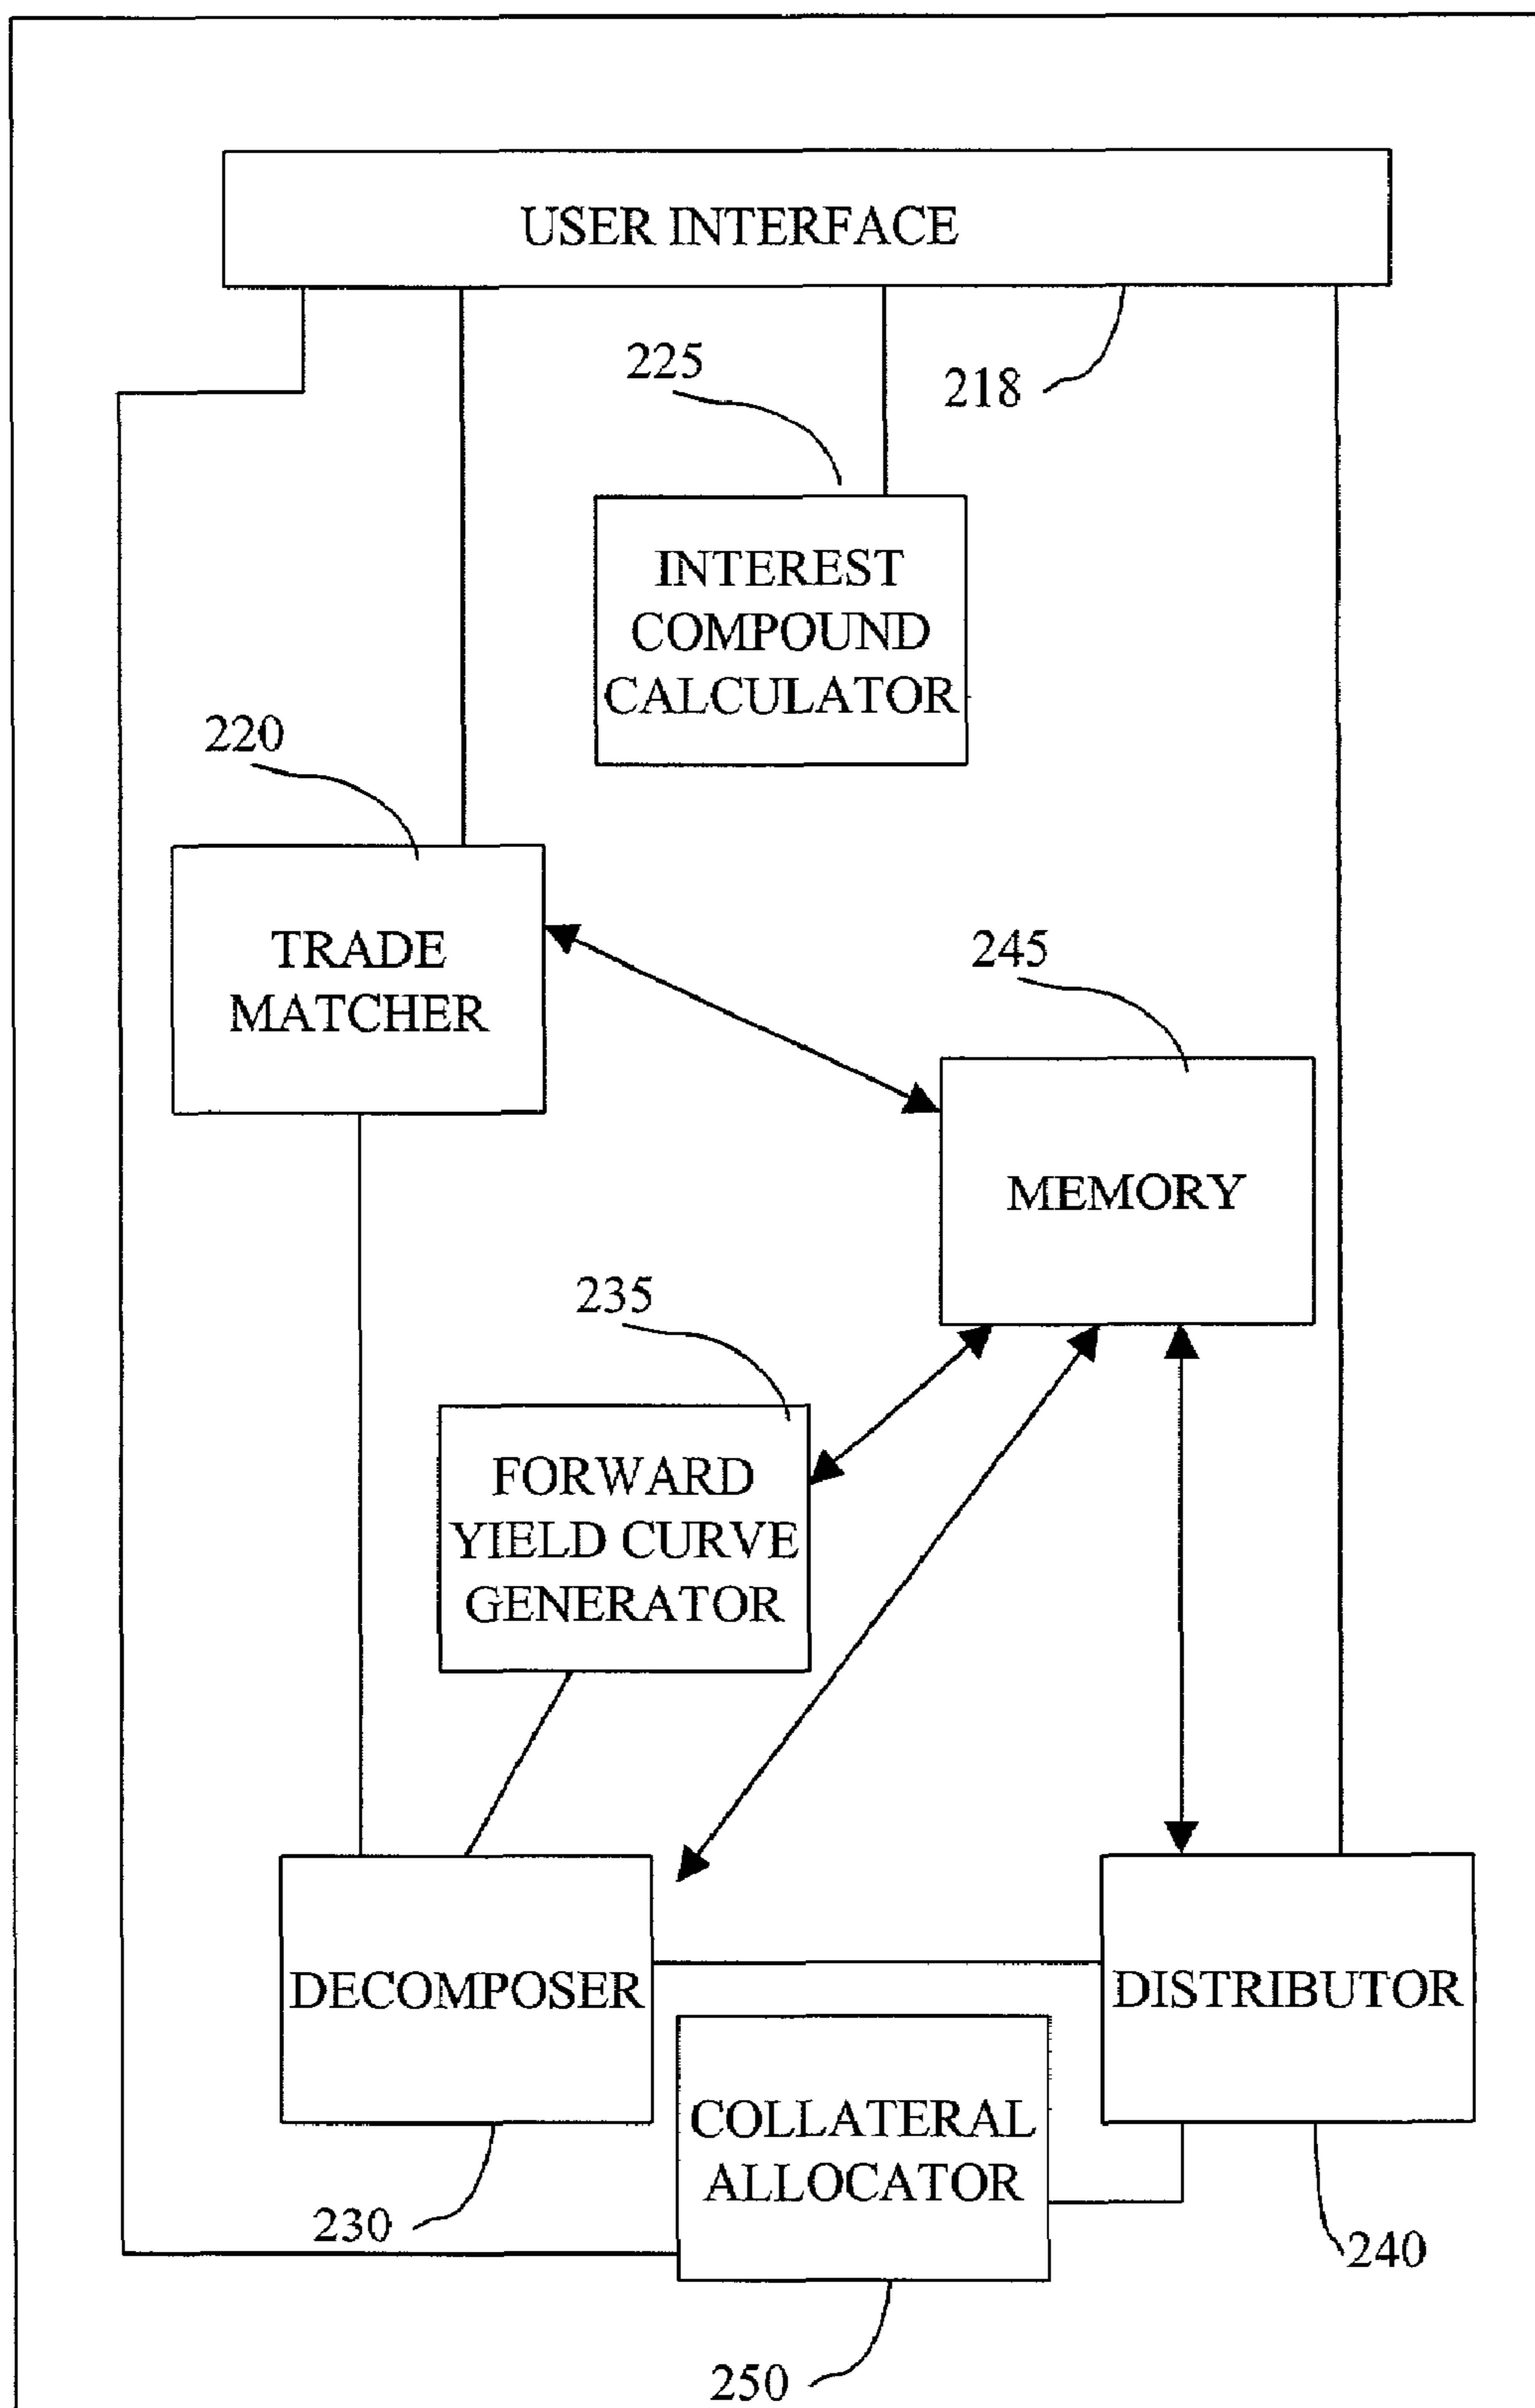 USER INTERFACE
225
218
INTEREST
COMPOUND
CALCULATOR
220
TRADE
MATCHER
245
MEMORY
235
FORWARD
YIELD CURVE
GENERATOR
DECOMPOSER
DISTRIBUTOR
COLLATERAL
ALLOCATOR
230
240
250